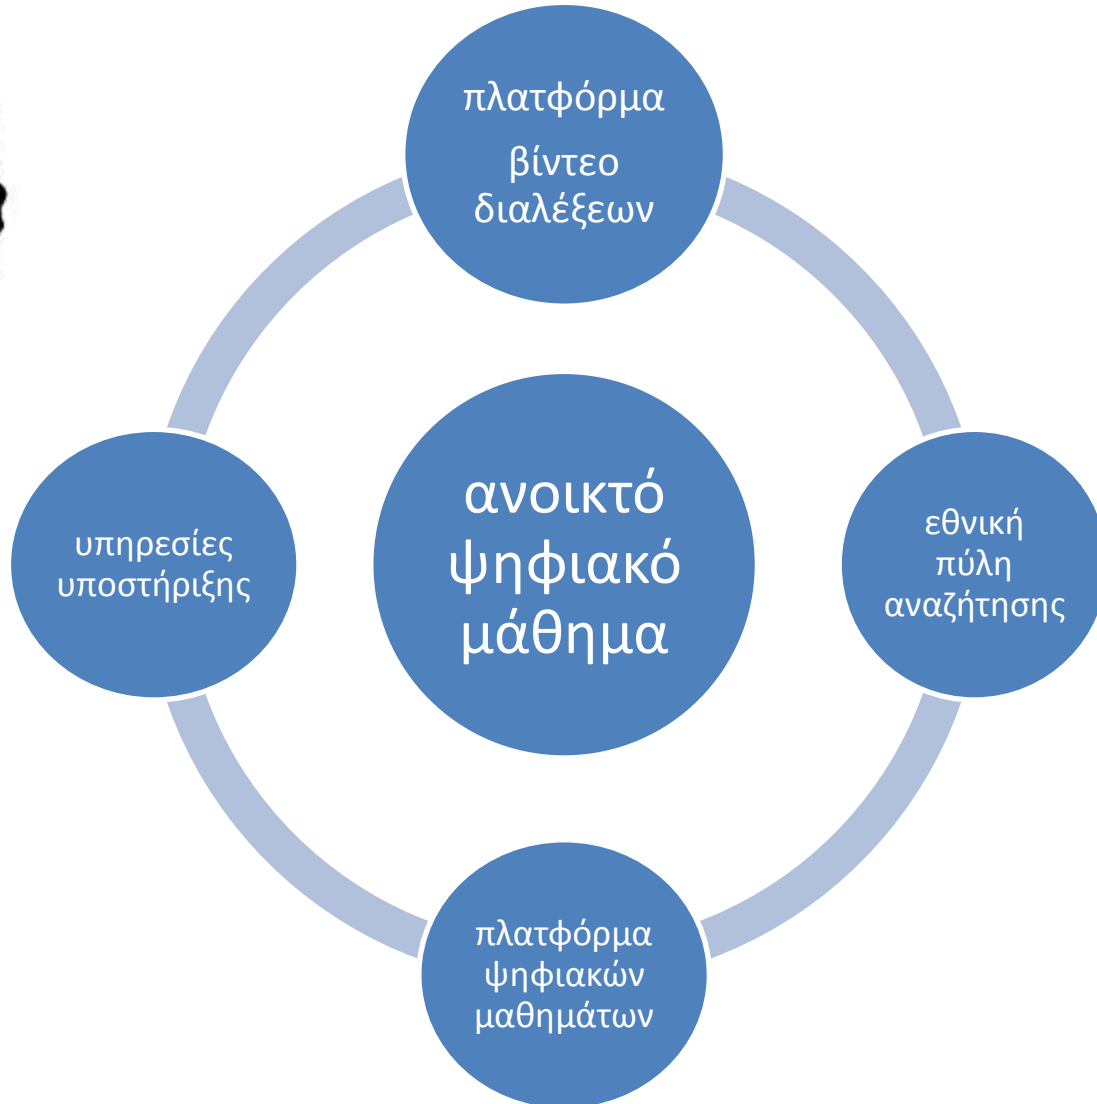 πλατφόρμα
βίντεο
διαλέξεων
ανοικτό
ψηφιακό
μάθημα
υπηρεσίες
υποστήριξης
εθνική
πύλη
αναζήτησης
πλατφόρμα
ψηφιακών
μαθημάτων